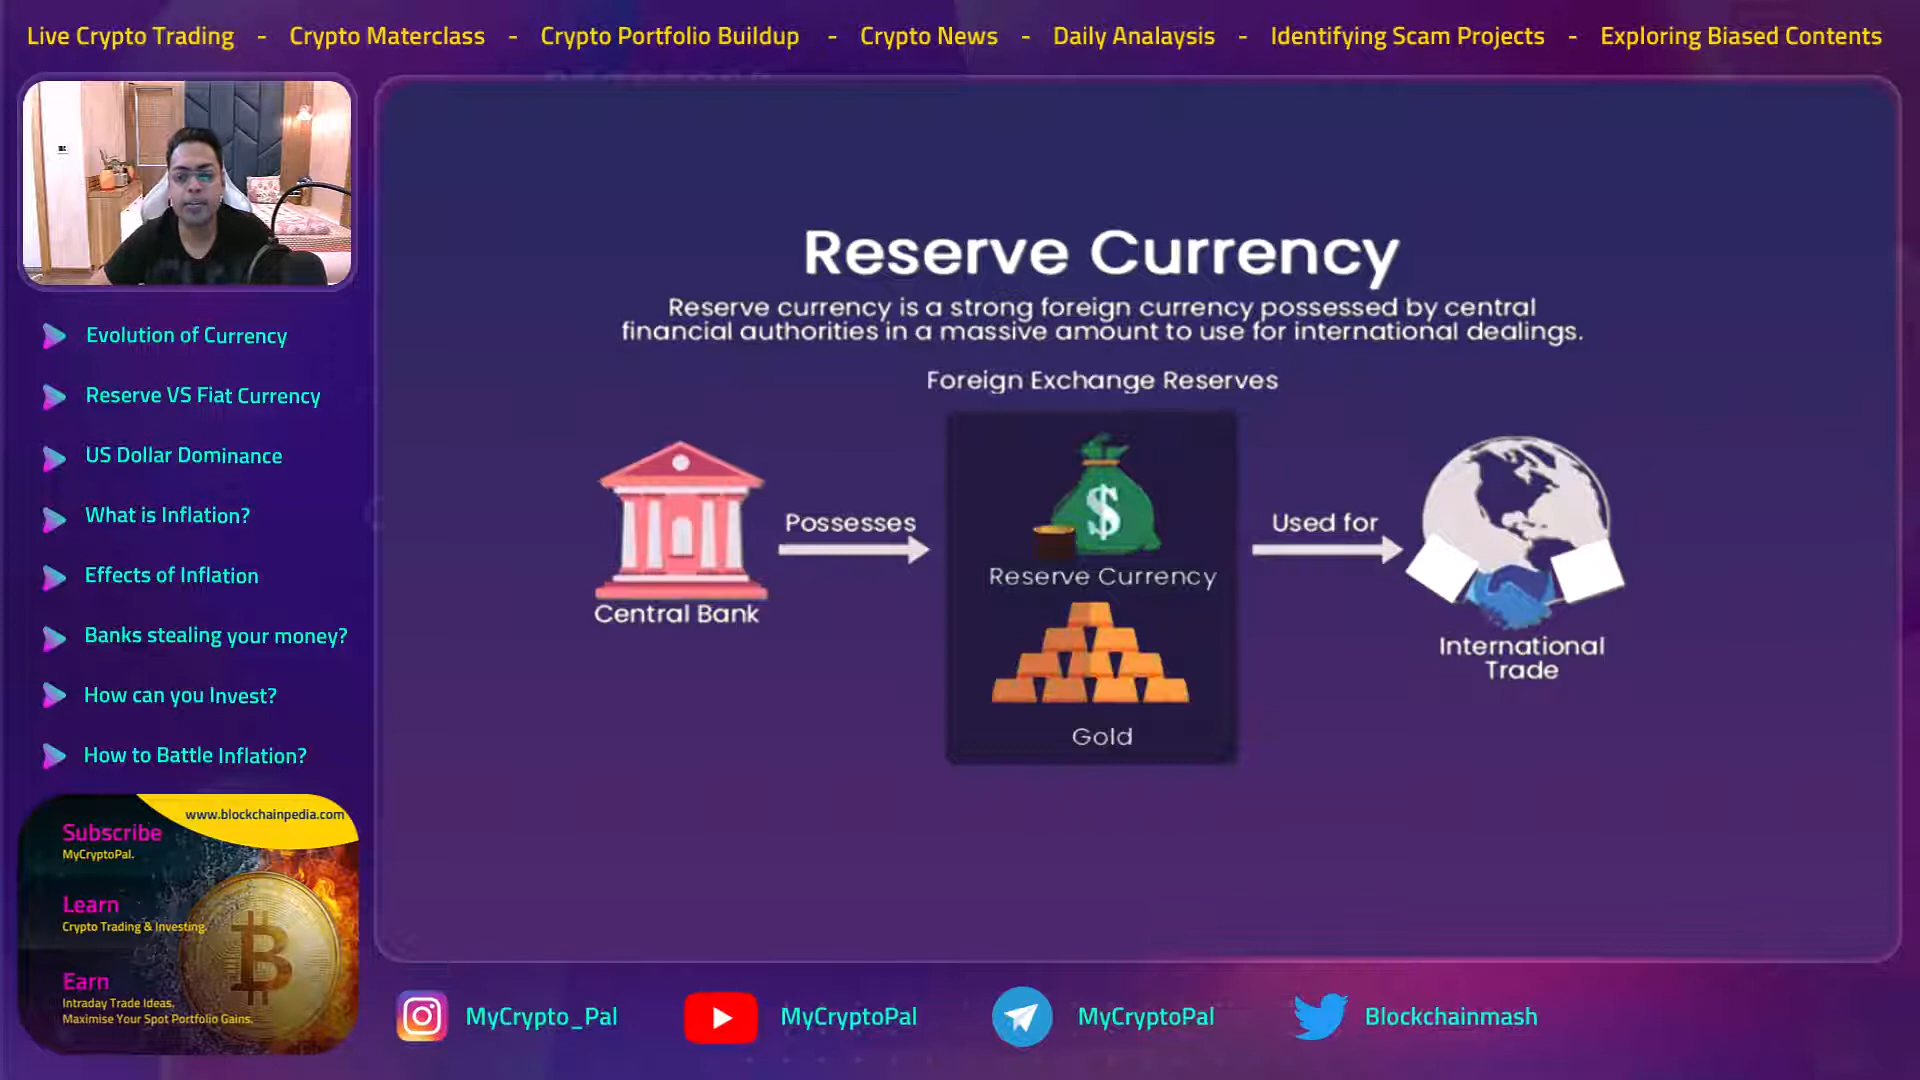 Live Crypto Trading - Crypto Materclass - Crypto Portfolio Buildup - Crypto News - Daily Analaysis - Identifying Scam Projects - Exploring Biased Contents
Evolution of Currency
Reserve VS Fiat Currency
US Dollar Dominance
What is Inflation?
Effects of Inflation
Banks stealing your money?
How can you Invest?
How to Battle Inflation?
www.blockchainpedia.com
Subscribe
MyCryptoPal.
Learn
Crypto Trading & Investing.
Earn
Intraday Trade Ideas.
Maximise Your Spot Portfolio Gains.
Reserve Currency
Reserve currency is a strong foreign currency possessed by central
financial authorities in a massive amount to use for international dealings.
Foreign Exchange Reserves
Central Bank
Possesses
$
Reserve Currency
Gold
Used for
International
Trade
MyCrypto_Pal
MyCryptoPal
MyCryptoPal
Blockchainmash